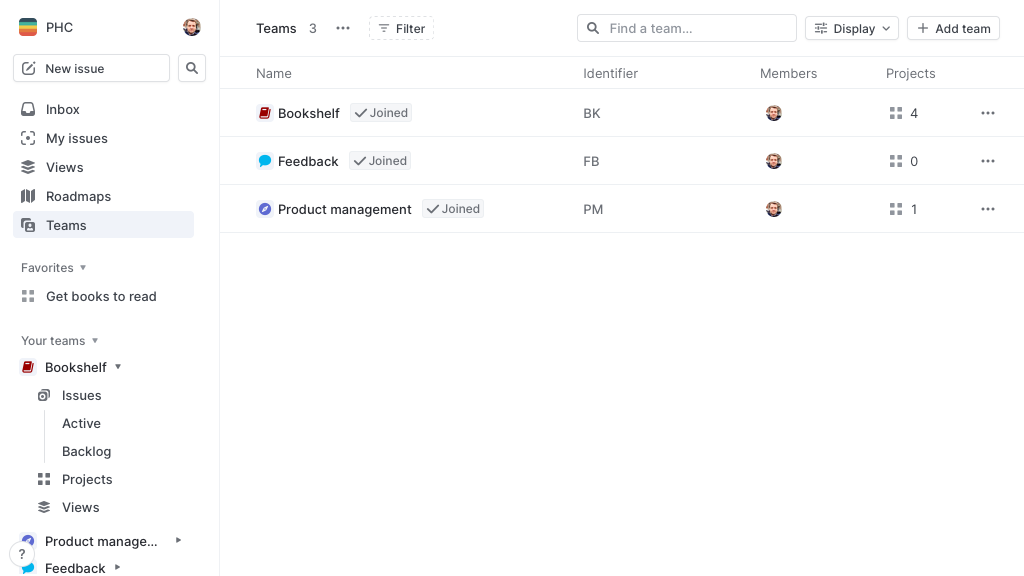 PHC
New issue
Inbox
My issues
Views
Roadmaps
Teams
Favorites
Get books to read
Your teams
Bookshelf
Issues
Active
Backlog
Projects
Views
Product manage...
?
Feedback
Teams 3 Filter Find a team... Display Add team
Name Identifier Members Projects
Bookshelf Joined BK 4
Feedback Joined FB 0
Product management Joined PM 1